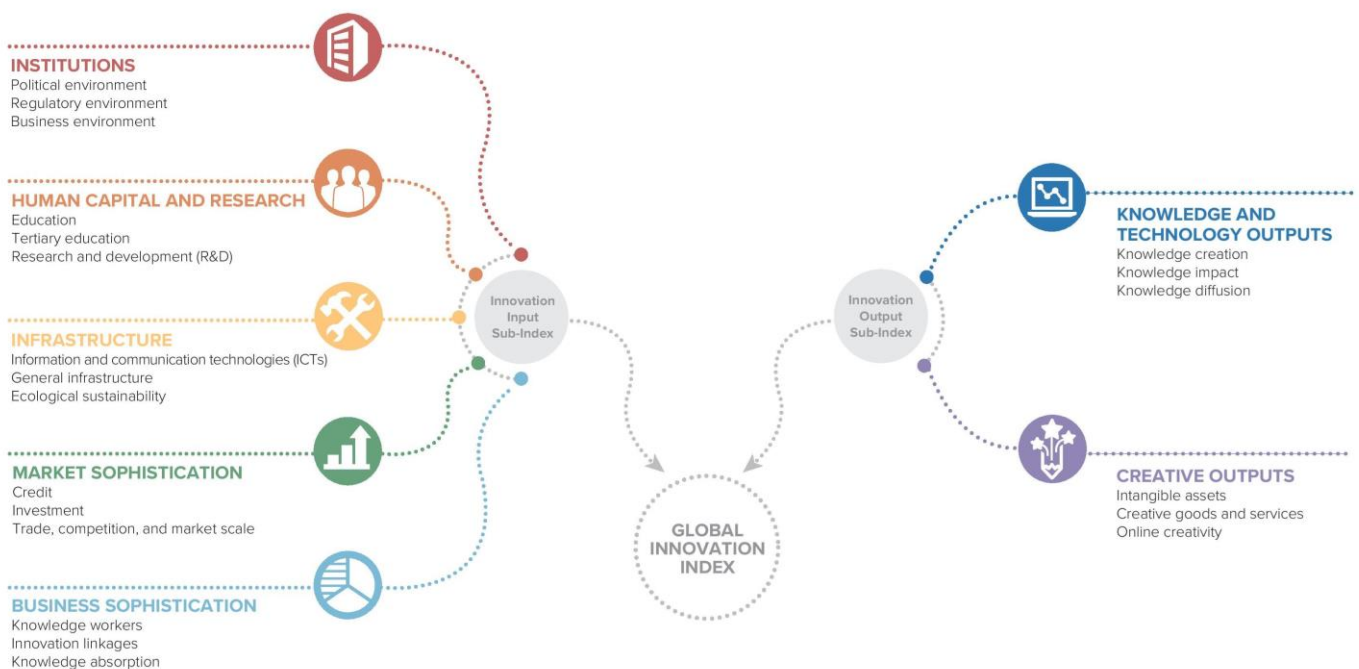 INSTITUTIONS
Political environment
Regulatory environment
Business environment
HUMAN CAPITAL AND RESEARCH
Education
Tertiary education
Research and development (R&D)
INFRASTRUCTURE
Information and communication technologies (ICTs)
General infrastructure
Ecological sustainability
MARKET SOPHISTICATION
Credit
Investment
Trade, competition, and market scale
BUSINESS SOPHISTICATION
Knowledge workers
Innovation linkages
Knowledge absorption
Innovation
Input
Sub-Index
GLOBAL
INNOVATION
INDEX
Innovation
Output
Sub-Index
KNOWLEDGE AND
TECHNOLOGY OUTPUTS
Knowledge creation
Knowledge impact
Knowledge diffusion
CREATIVE OUTPUTS
Intangible assets
Creative goods and services
Online creativity